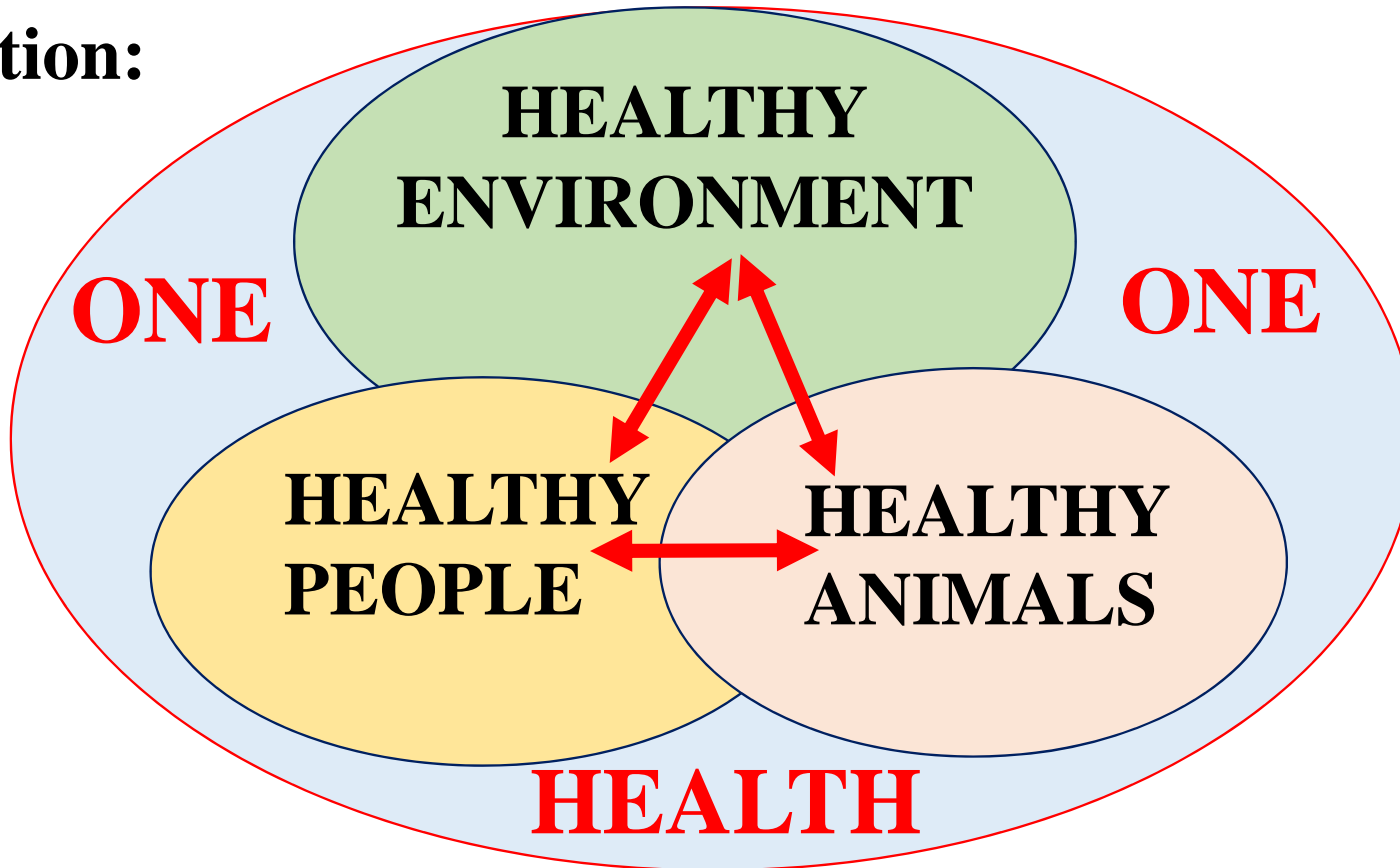 tion:
HEALTHY
ENVIRONMENT
ONE
ONE
HEALTHY
PEOPLE
HEALTHY
ANIMALS
HEALTH